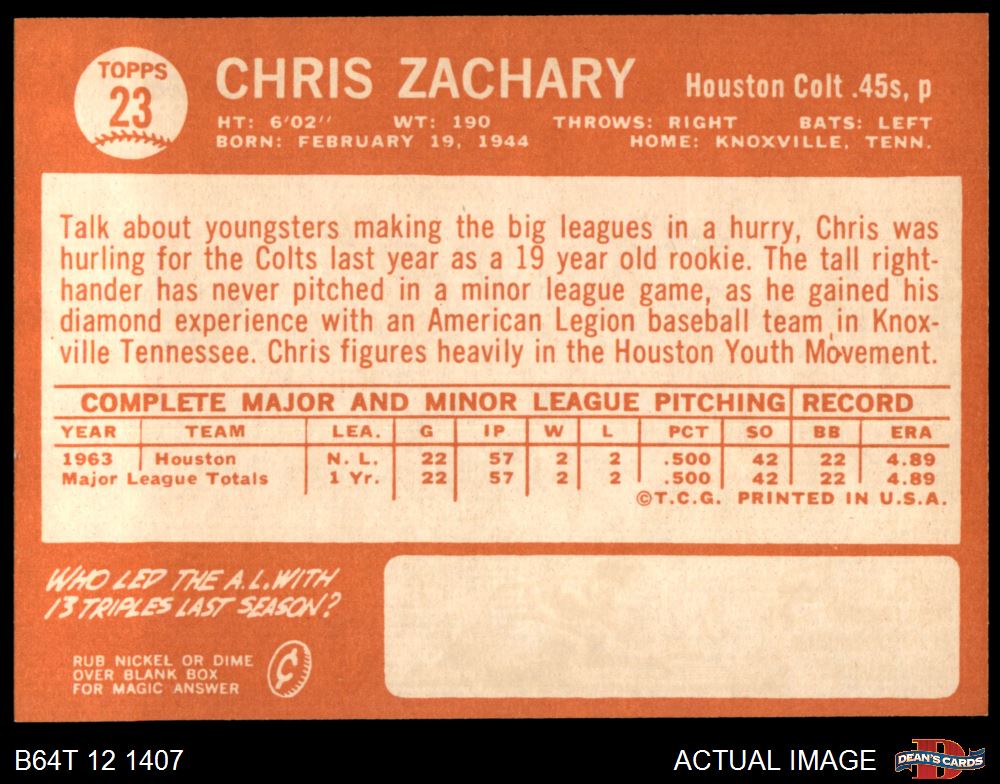 TOPPS
23
CHRIS ZACHARY
Houston Colt .45s, p
HT: 6'02'' WT: 190 THROWS: RIGHT BATS: LEFT
BORN: FEBRUARY 19, 1944 HOME: KNOXVILLE, TENN.
Talk about youngsters making the big leagues in a hurry, Chris was
hurling for the Colts last year as a 19 year old rookie. The tall right-
hander has never pitched in a minor league game, as he gained his
diamond experience with an American Legion baseball team in Knox-
ville Tennessee. Chris figures heavily in the Houston Youth Movement.
COMPLETE MAJOR AND MINOR LEAGUE PITCHING RECORD
YEAR TEAM LEA. G IP W L PCT SO BB ERA
1963 Houston N. L. 22 57 2 2 .500 42 22 4.89
Major League Totals 1 Yr. 22 57 2 2 .500 42 22 4.89
©T.C.G. PRINTED IN U.S.A.
WHO LED THE A.L. WITH
13 TRIPLES LAST SEASON?
RUB NICKEL OR DIME
OVER BLANK BOX
FOR MAGIC ANSWER
¢
B64T 12 1407
ACTUAL IMAGE
D
DEAN'S CARDS